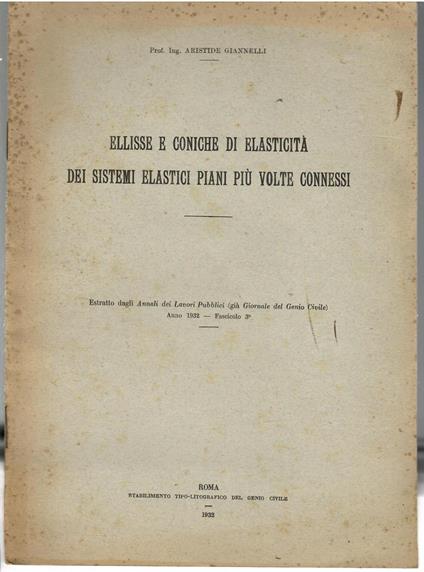 Prof. Ing. ARISTIDE GIANNELLI
ELLISSE E CONICHE DI ELASTICITÀ
DEI SISTEMI ELASTICI PIANI PIÙ VOLTE CONNESSI
Estratto dagli Annali dei Lavori Pubblici (già Giornale del Genio Civile)
Anno 1932 — Fascicolo 3º
ROMA
STABILIMENTO TIPO-LITOGRAFICO DEL GENIO CIVILE
1932